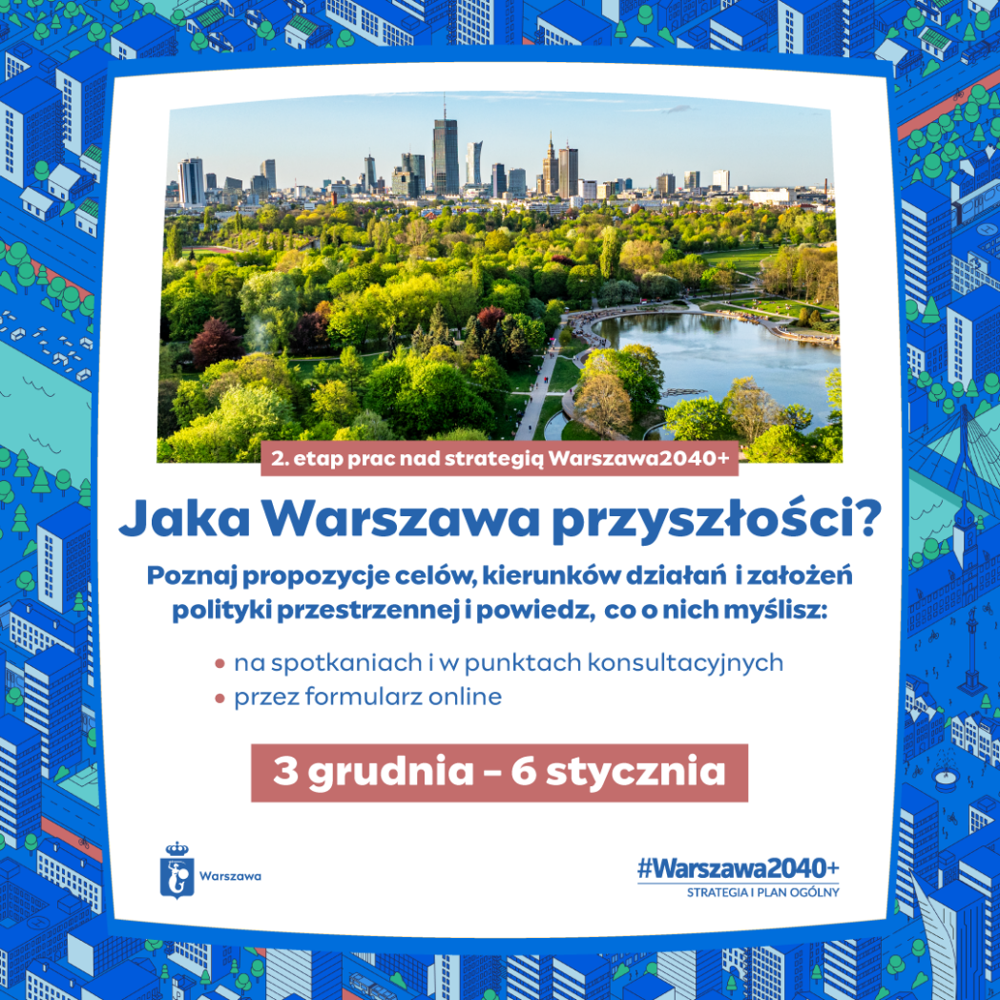 2. etap prac nad strategią Warszawa2040+
Jaka Warszawa przyszłości?
Poznaj propozycje celów, kierunków działań i założeń
polityki przestrzennej i powiedz, co o nich myślisz:
• na spotkaniach i w punktach konsultacyjnych
• przez formularz online
3 grudnia – 6 stycznia
Warszawa
#Warszawa2040+
STRATEGIA I PLAN OGÓLNY